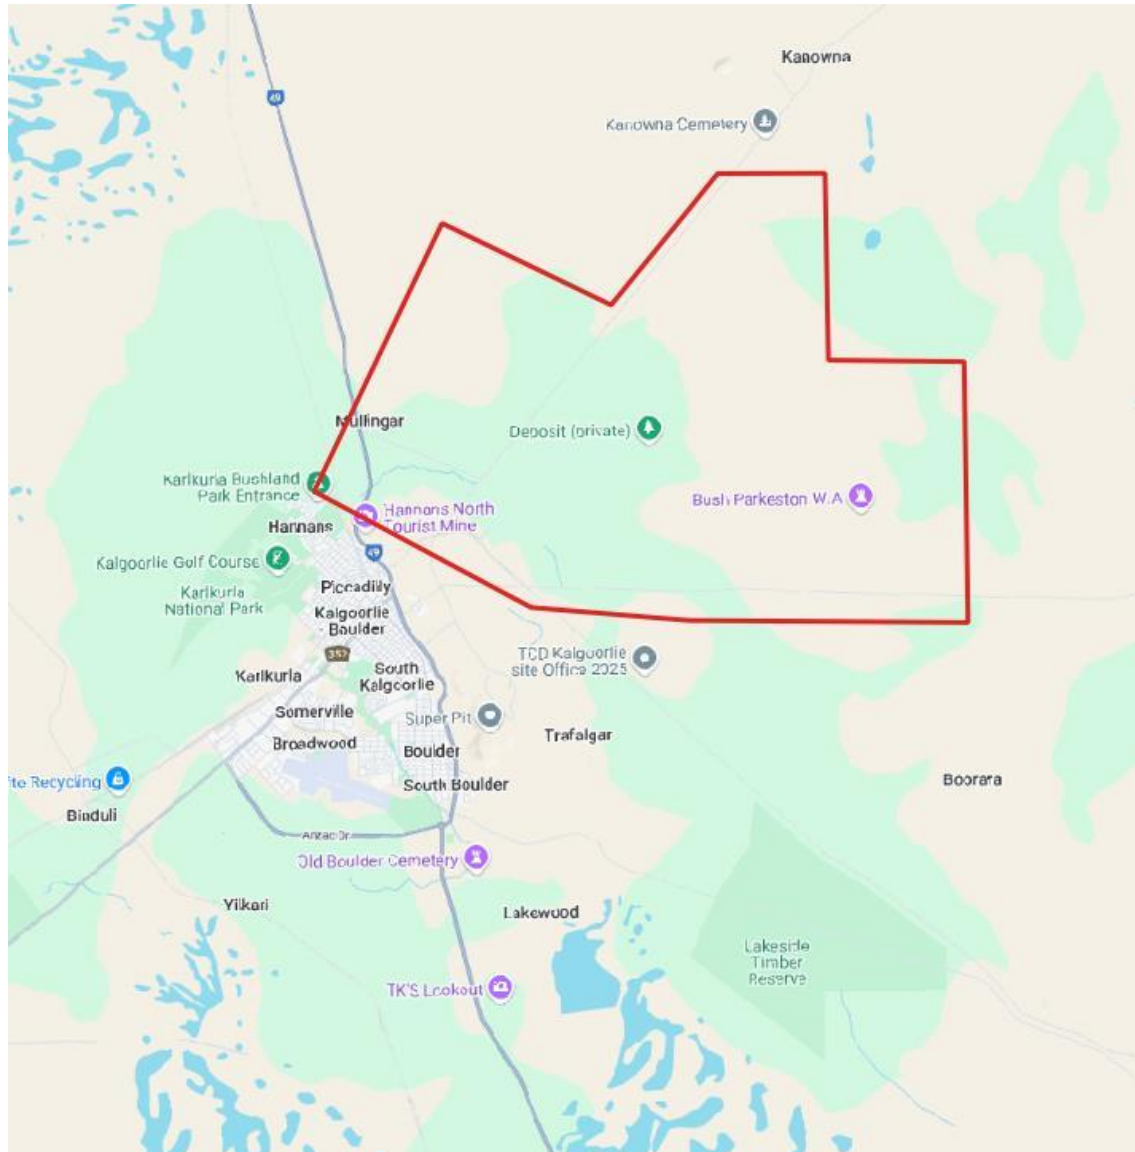 Kanowna
49
Kanowna Cemetery
Mullingar
Deposit (private)
Karlkurla Bushland
Park Entrance
Bush Parkeston W.A
Hannans North
Tourist Mine
Hannans
49
Kalgoorlie Golf Course
Karlkurla
National Park
Piccadilly
Kalgoorlie
Boulder
352
TCD Kalgoorlie
site Office 2025
South
Kalgoorlie
Karlkurla
Somerville
Super Pit
Trafalgar
Broadwood
Boulder
South Boulder
Boorara
te Recycling
Binduli
Anzac Dr
Old Boulder Cemetery
Yilkari
Lakewood
Lakeside
Timber
Reserve
TK'S Lookout